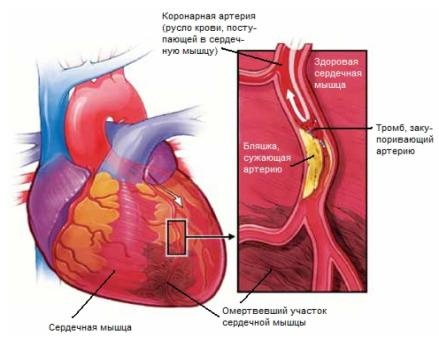 Коронарная артерия
(русло крови, посту-
пающей в сердеч-
ную мышцу)
Здоровая
сердечная
мышца
Тромб, заку-
поривающий
артерию
Бляшка,
сужающая
артерию
Омертвевший участок
сердечной мышцы
Сердечная мышца